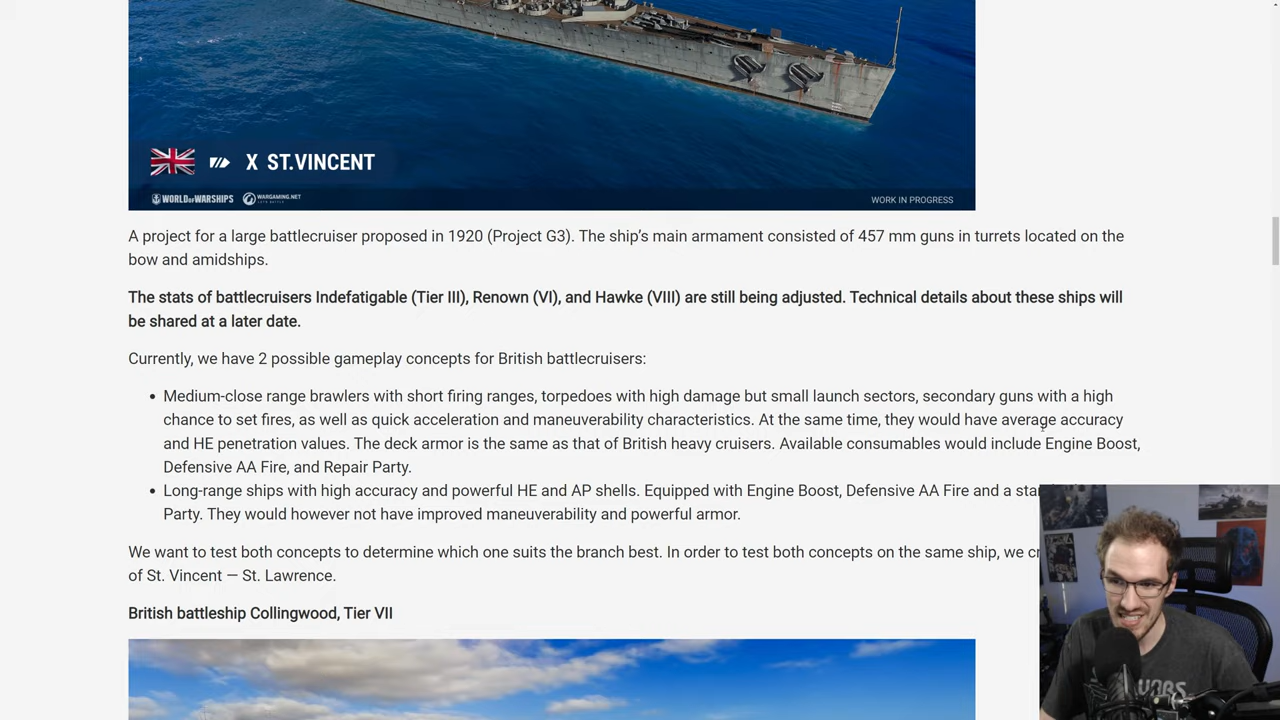 X ST.VINCENT
WORLD OF WARSHIPS WARGAMING.NET WORK IN PROGRESS
A project for a large battlecruiser proposed in 1920 (Project G3). The ship's main armament consisted of 457 mm guns in turrets located on the
bow and amidships.
The stats of battlecruisers Indefatigable (Tier III), Renown (VI), and Hawke (VIII) are still being adjusted. Technical details about these ships will
be shared at a later date.
Currently, we have 2 possible gameplay concepts for British battlecruisers:
• Medium-close range brawlers with short firing ranges, torpedoes with high damage but small launch sectors, secondary guns with a high
chance to set fires, as well as quick acceleration and maneuverability characteristics. At the same time, they would have average accuracy
and HE penetration values. The deck armor is the same as that of British heavy cruisers. Available consumables would include Engine Boost,
Defensive AA Fire, and Repair Party.
• Long-range ships with high accuracy and powerful HE and AP shells. Equipped with Engine Boost, Defensive AA Fire and a
Party. They would however not have improved maneuverability and powerful armor.
We want to test both concepts to determine which one suits the branch best. In order to test both concepts on the same ship, we
of St. Vincent — St. Lawrence.
British battleship Collingwood, Tier VII